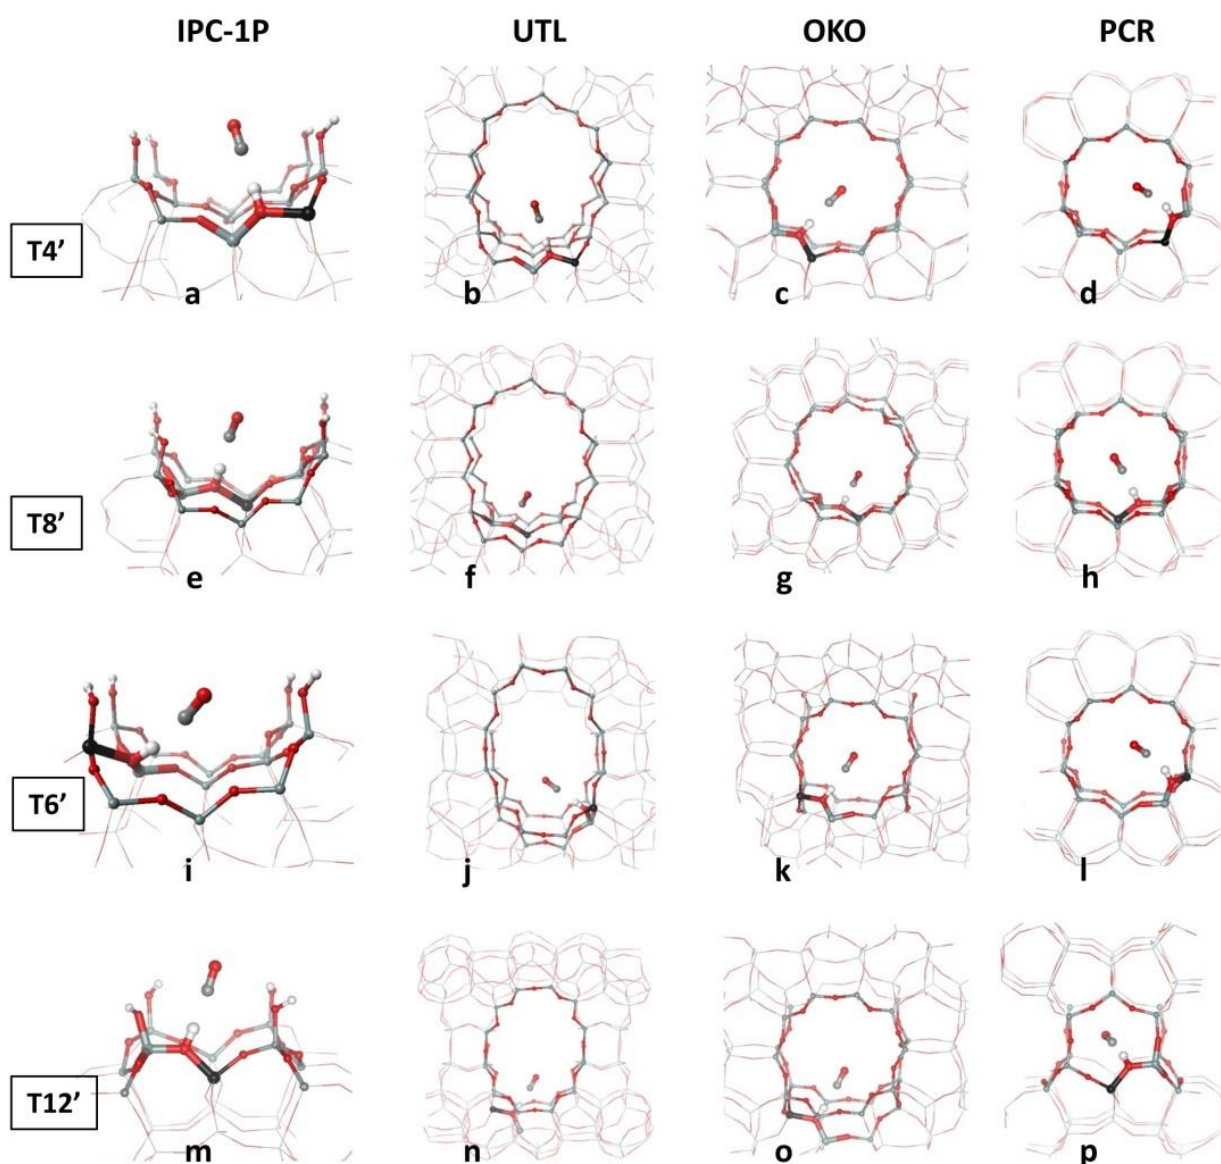 IPC-1P UTL OKO PCR
T4’
a b c d
T8’
e f g h
T6’
i j k l
T12’
m n o p